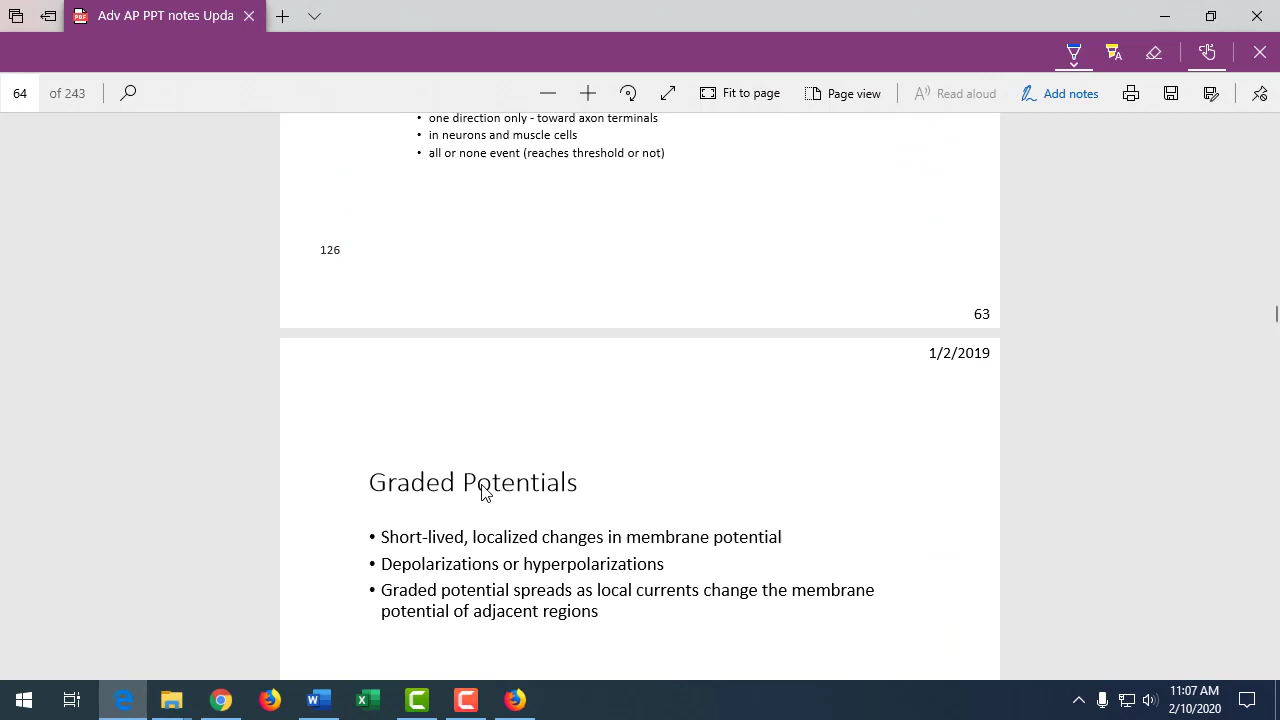 Adv AP PPT notes Upda
64 of 243
Fit to page
Page view
Read aloud
Add notes
• one direction only - toward axon terminals
• in neurons and muscle cells
• all or none event (reaches threshold or not)
126
63
1/2/2019
Graded Potentials
• Short-lived, localized changes in membrane potential
• Depolarizations or hyperpolarizations
• Graded potential spreads as local currents change the membrane
potential of adjacent regions
11:07 AM
2/10/2020